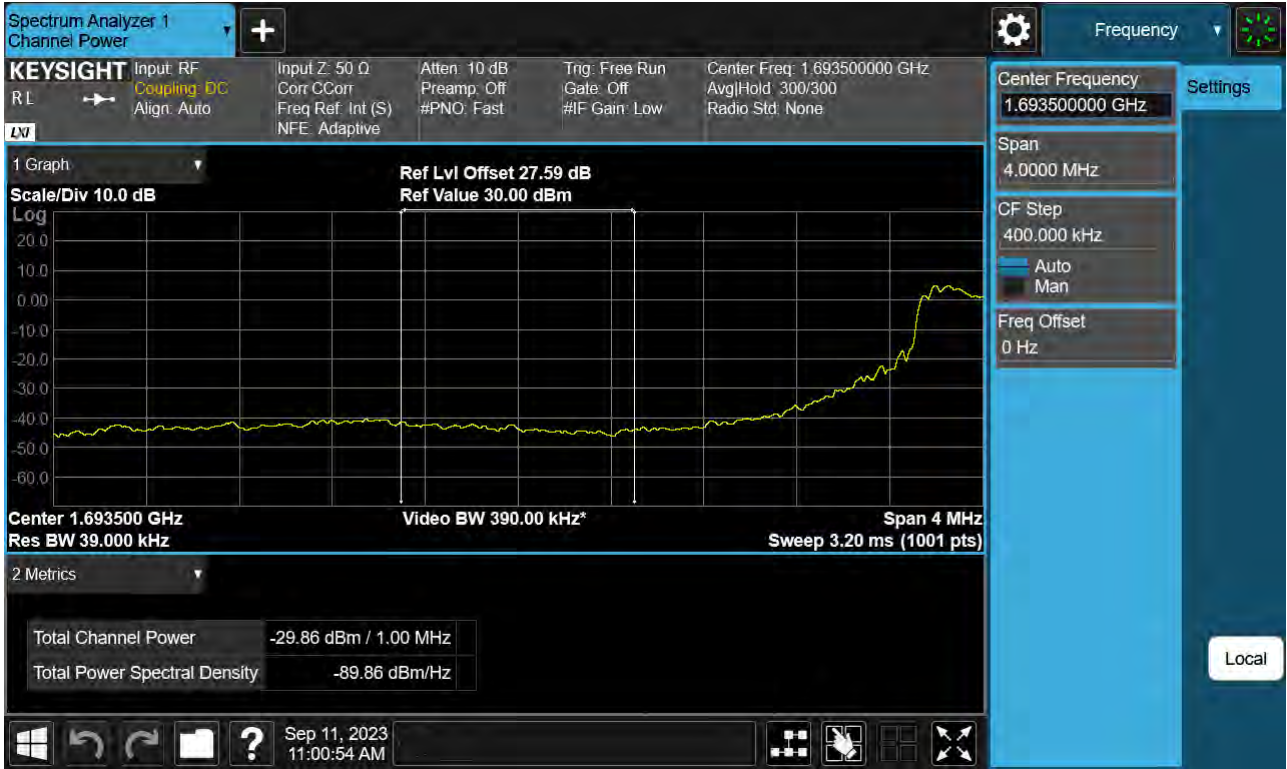 Spectrum Analyzer 1
Channel Power
+
Frequency
KEYSIGHT
RL
LXI
Input: RF
Coupling: DC
Align: Auto
Input Z: 50 Ω
Corr CCorr
Freq Ref: Int (S)
NFE: Adaptive
Atten: 10 dB
Preamp: Off
#PNO: Fast
Trig: Free Run
Gate: Off
#IF Gain: Low
Center Freq: 1.693500000 GHz
Avg|Hold: 300/300
Radio Std: None
Center Frequency
1.693500000 GHz
Settings
Span
4.0000 MHz
CF Step
400.000 kHz
Auto
Man
Freq Offset
0 Hz
Local
1 Graph
Scale/Div 10.0 dB
Ref Lvl Offset 27.59 dB
Ref Value 30.00 dBm
Log
20.0
10.0
0.00
-10.0
-20.0
-30.0
-40.0
-50.0
-60.0
Center 1.693500 GHz
Video BW 390.00 kHz*
Span 4 MHz
Res BW 39.000 kHz
Sweep 3.20 ms (1001 pts)
2 Metrics
Total Channel Power -29.86 dBm / 1.00 MHz
Total Power Spectral Density -89.86 dBm/Hz
?
Sep 11, 2023
11:00:54 AM